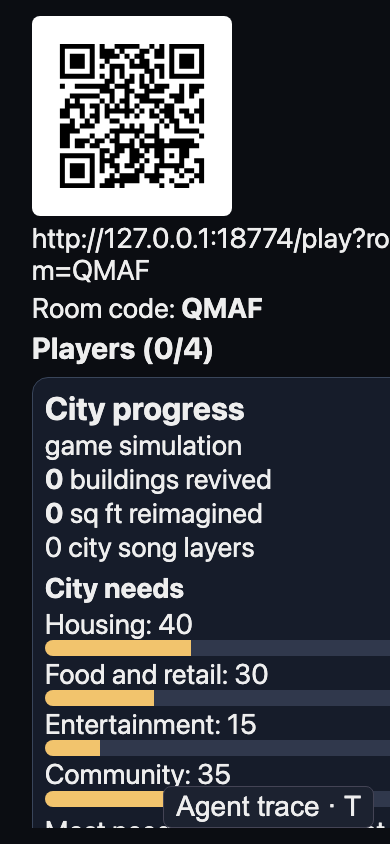 http://127.0.0.1:18774/play?roo
m=QMAF
Room code: QMAF
Players (0/4)
City progress
game simulation
0 buildings revived
0 sq ft reimagined
0 city song layers
City needs
Housing: 40
Food and retail: 30
Entertainment: 15
Community: 35
Agent trace · T